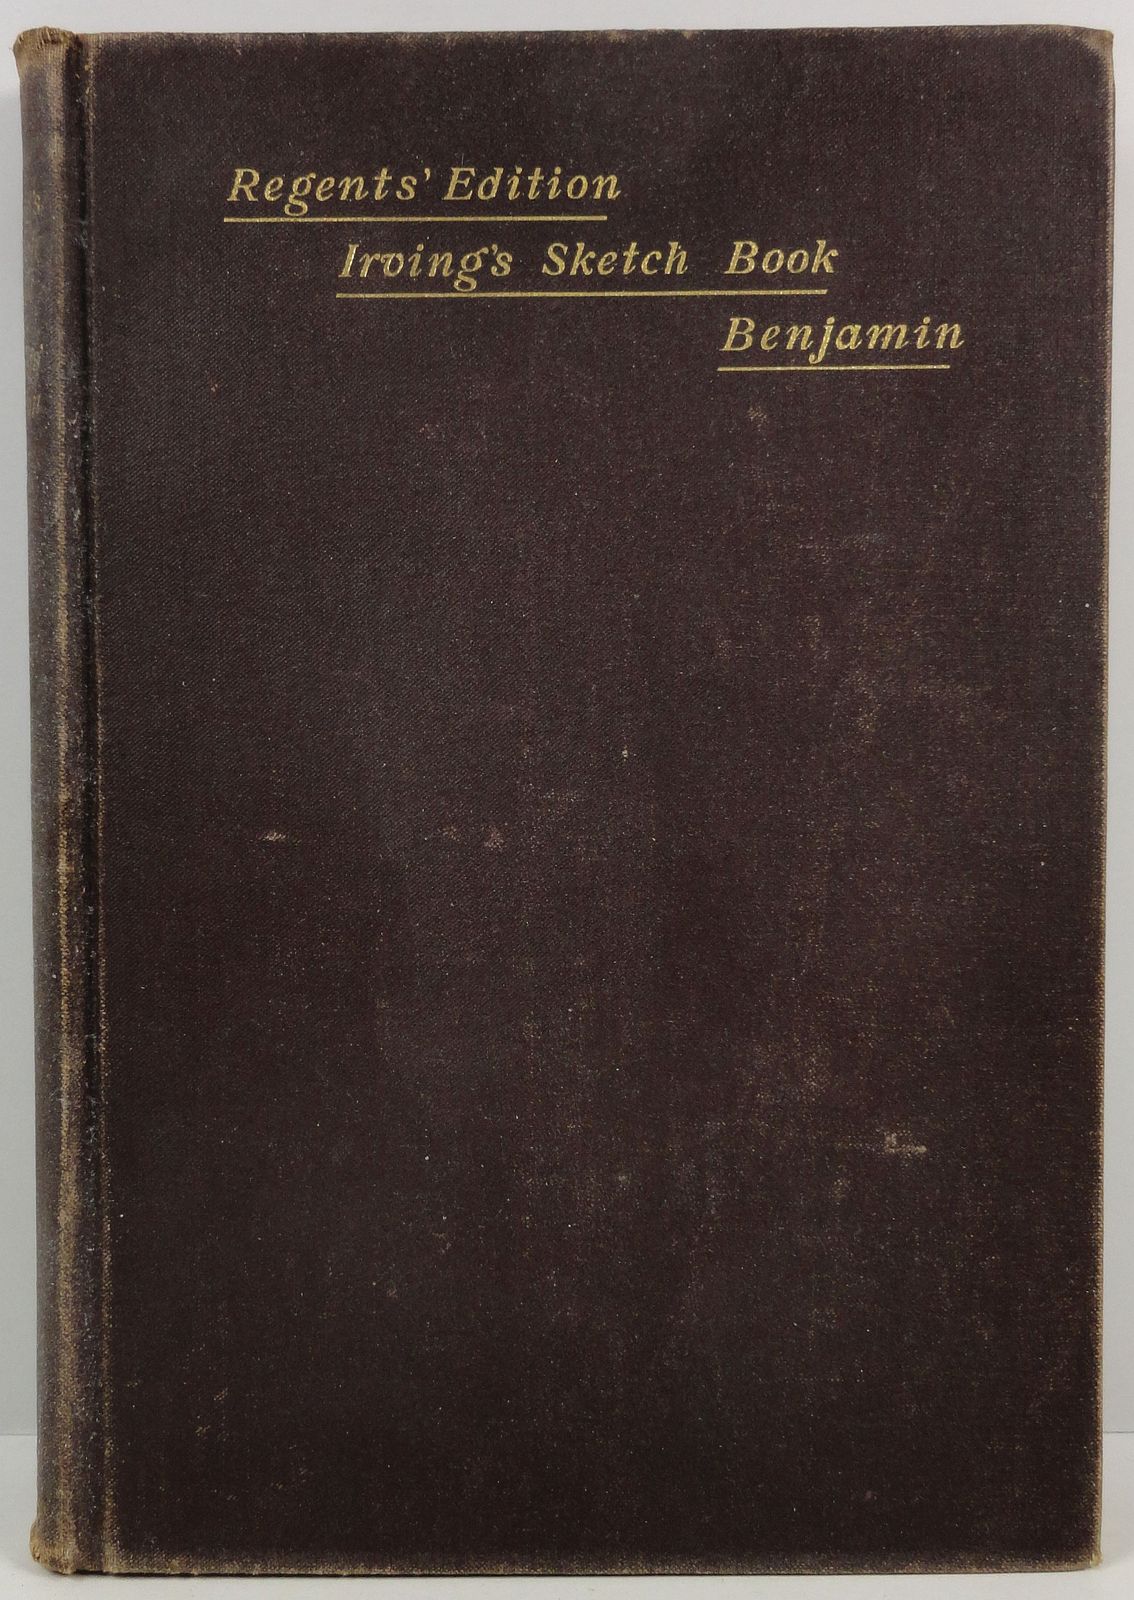 Regents' Edition
Irving's Sketch Book
Benjamin